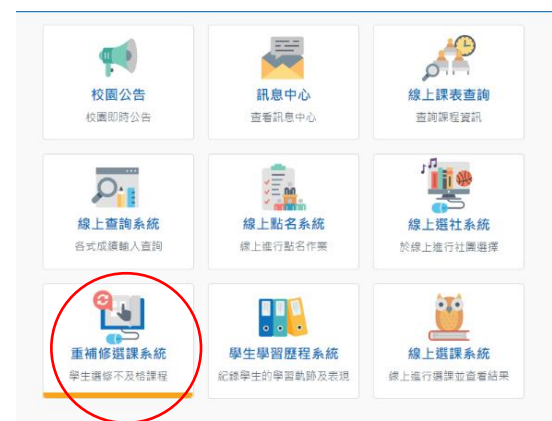 校園公告
校園即時公告
訊息中心
查看訊息中心
線上課表查詢
查詢課程資訊
線上查詢系統
各式成績輸入查詢
線上點名系統
線上進行點名作業
線上選社系統
於線上進行社團選擇
重補修選課系統
學生選修不及格課程
學生學習歷程系統
紀錄學生的學習軌跡及表現
線上選課系統
線上進行選課並查看結果